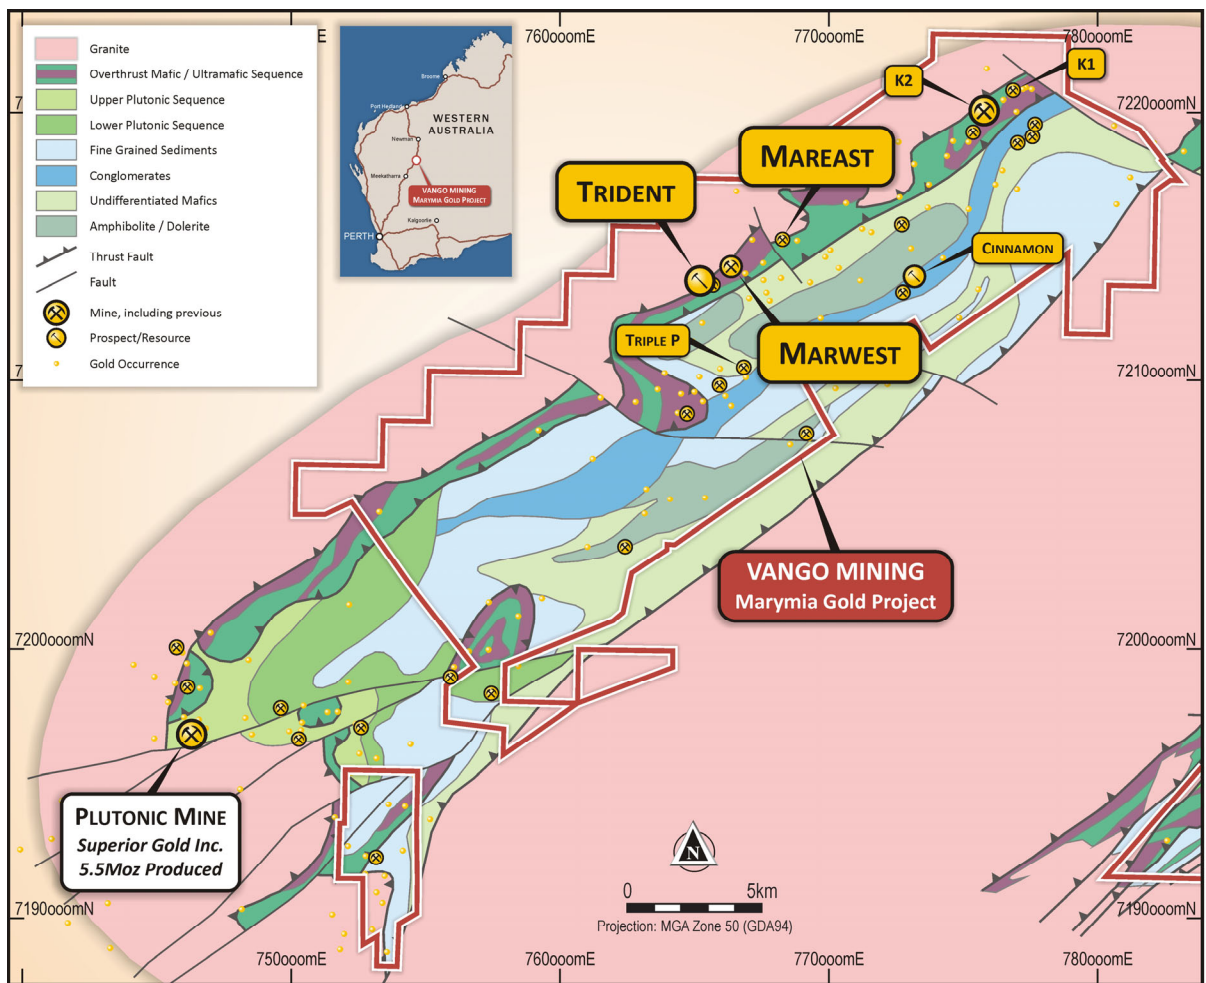 E
760000mE
770000mE
780000mE
Granite
Overthrust Mafic / Ultramafic Sequence
Upper Plutonic Sequence
Lower Plutonic Sequence
Fine Grained Sediments
Conglomerates
Undifferentiated Mafics
Amphibolite / Dolerite
Thrust Fault
Fault
Mine, including previous
Prospect/Resource
Gold Occurrence
Broome
Port Hedland
WESTERN
AUSTRALIA
Newman
Meekatharra
VANGO MINING
MARYMIA GOLD PROJECT
Kalgoorlie
PERTH
K1
K2
7
7220000mN
MAREAST
TRIDENT
CINNAMON
TRIPLE P
MARWEST
72
7210000mN
VANGO MINING
Marymia Gold Project
7200000mN
7200000mN
PLUTONIC MINE
Superior Gold Inc.
5.5Moz Produced
N
0 5km
Projection: MGA Zone 50 (GDA94)
7190000mN
7190000mN
750000mE
760000mE
770000mE
780000mE